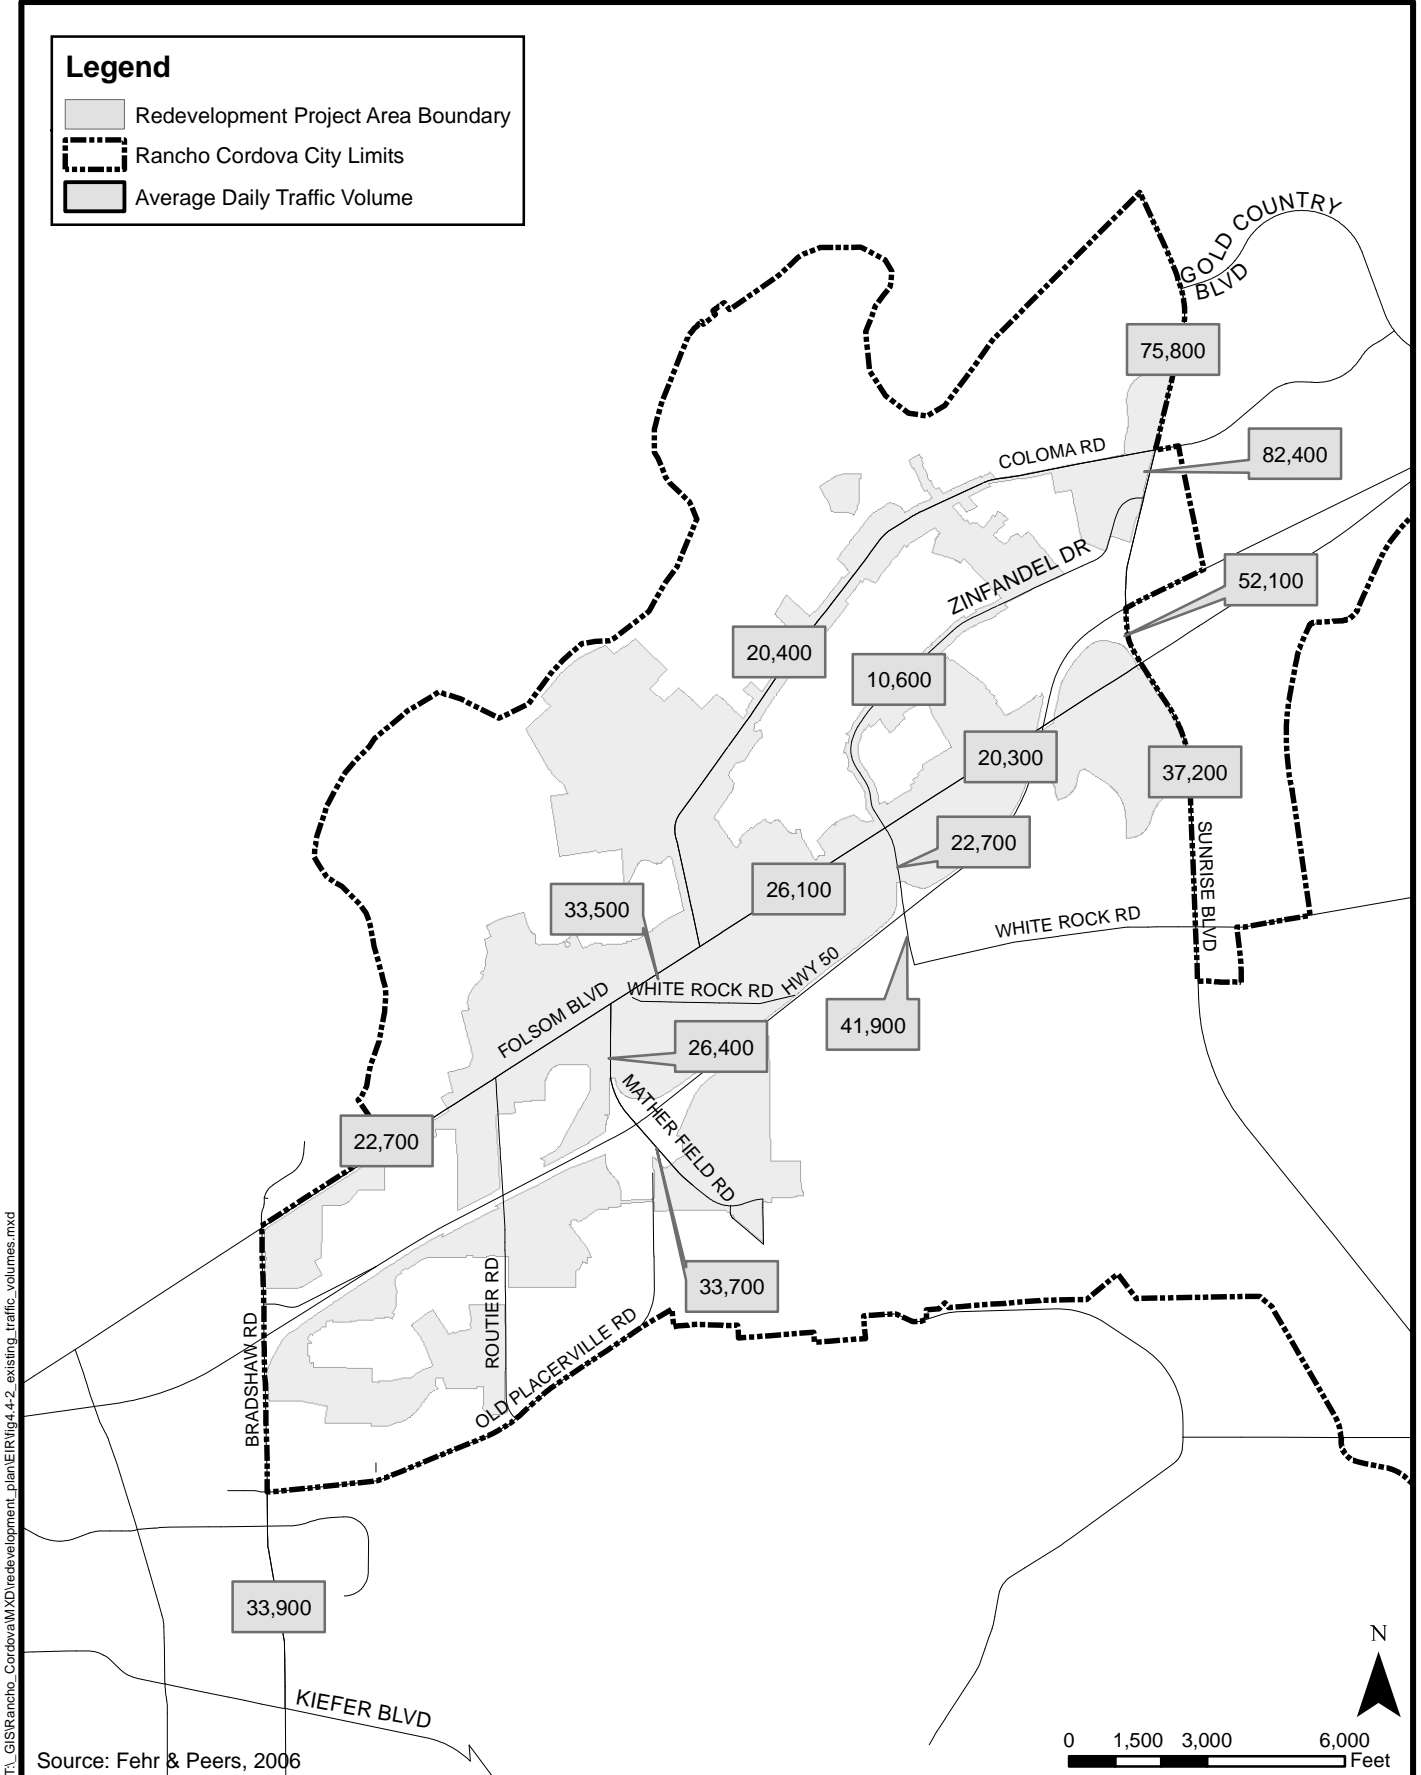 Legend
Redevelopment Project Area Boundary
Rancho Cordova City Limits
Average Daily Traffic Volume
GOLD COUNTRY
BLVD
75,800
COLOMA RD
82,400
ZINFANDEL DR
52,100
20,400
10,600
20,300
37,200
22,700
SUNRISE BLVD
26,100
33,500
WHITE ROCK RD
HWY 50
WHITE ROCK RD
FOLSOM BLVD
41,900
26,400
MATHER FIELD RD
22,700
33,700
ROUTIER RD
OLD PLACERVILLE RD
BRADSHAW RD
33,900
KIEFER BLVD
N
0 1,500 3,000 6,000
Feet
Source: Fehr & Peers, 2006
T:\_GIS\Rancho_Cordova\MXD\redevelopment_plan\EIR\fig4.4-2_existing_traffic_volumes.mxd